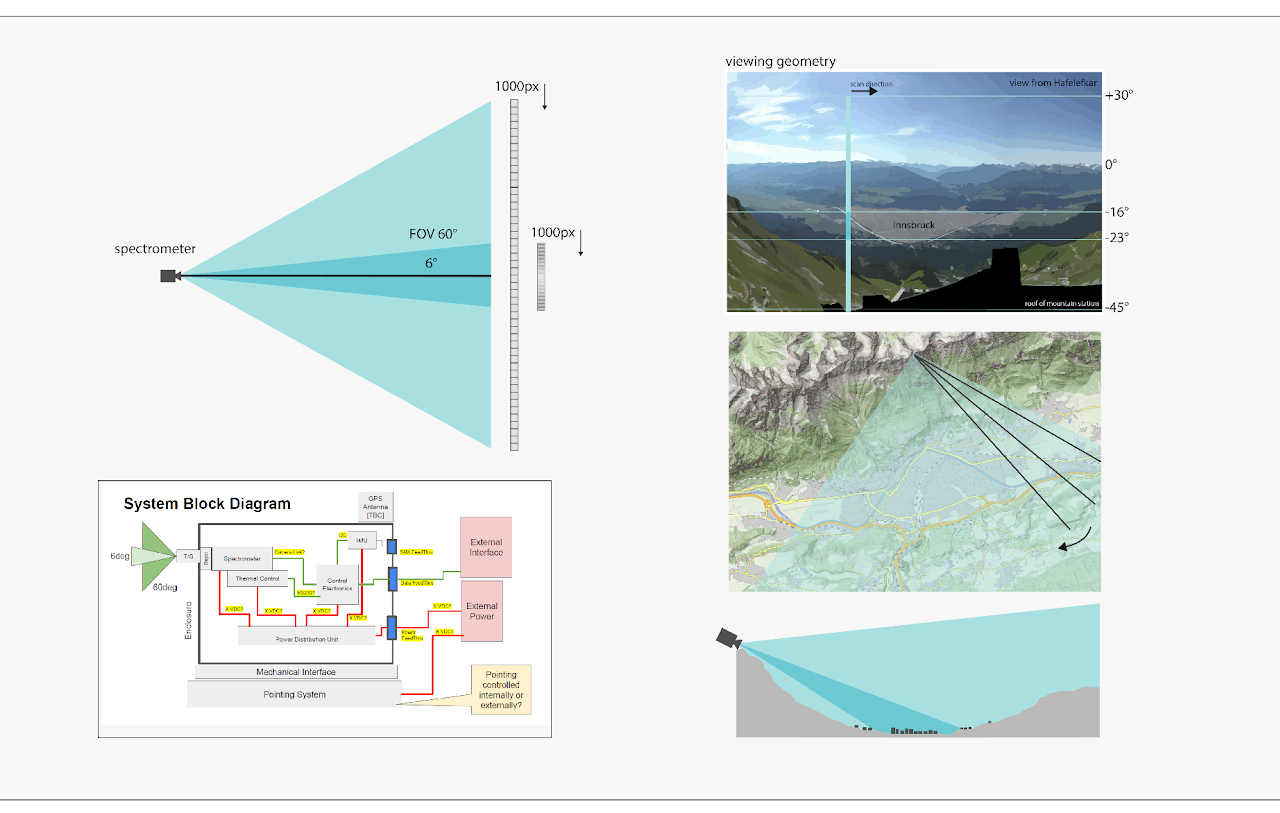 1000px
FOV 60°
1000px
spectrometer
6°
System Block Diagram
GPS
Antenna
[TBC]
6deg
60deg
T/G
Spectrometer
Camera Link?
I2C
IMU
SMA FeedThru
External
Interface
Thermal Control
RS232?
Control
Electronics
Data FeedThru
X VDC?
X VDC?
X VDC?
X VDC?
X VDC?
X VDC?
Enclosure
Power Distribution Unit
Power
FeedThru
External
Power
Mechanical Interface
Pointing System
Pointing
controlled
internally or
externally?
viewing geometry
scan direction
view from Hafelefkar
+30°
0°
-16°
Innsbruck
-23°
roof of mountain station
-45°